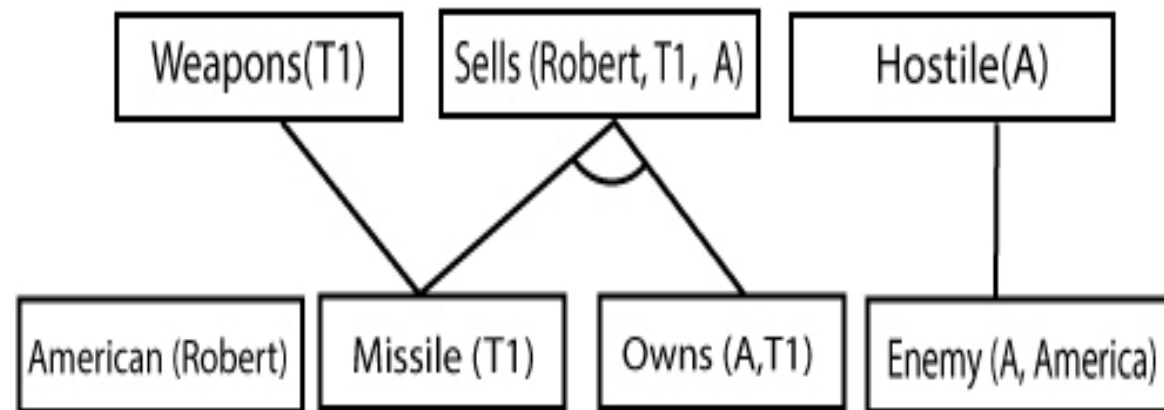 Weapons(T1)
Sells (Robert, T1, A)
Hostile(A)
American (Robert)
Missile (T1)
Owns (A,T1)
Enemy (A, America)